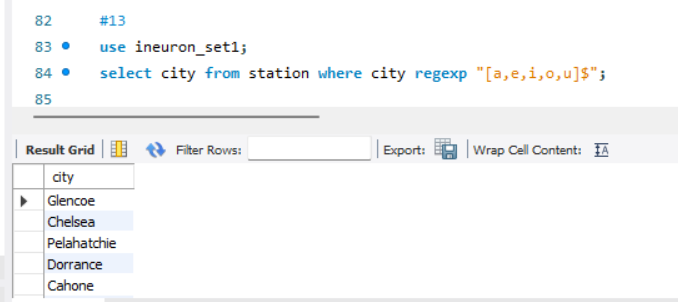 82 #13
83 use ineuron_set1;
84 select city from station where city regexp "[a,e,i,o,u]$";
85
Result Grid Filter Rows: Export: Wrap Cell Content: IA
city
Glencoe
Chelsea
Pelahatchie
Dorrance
Cahone